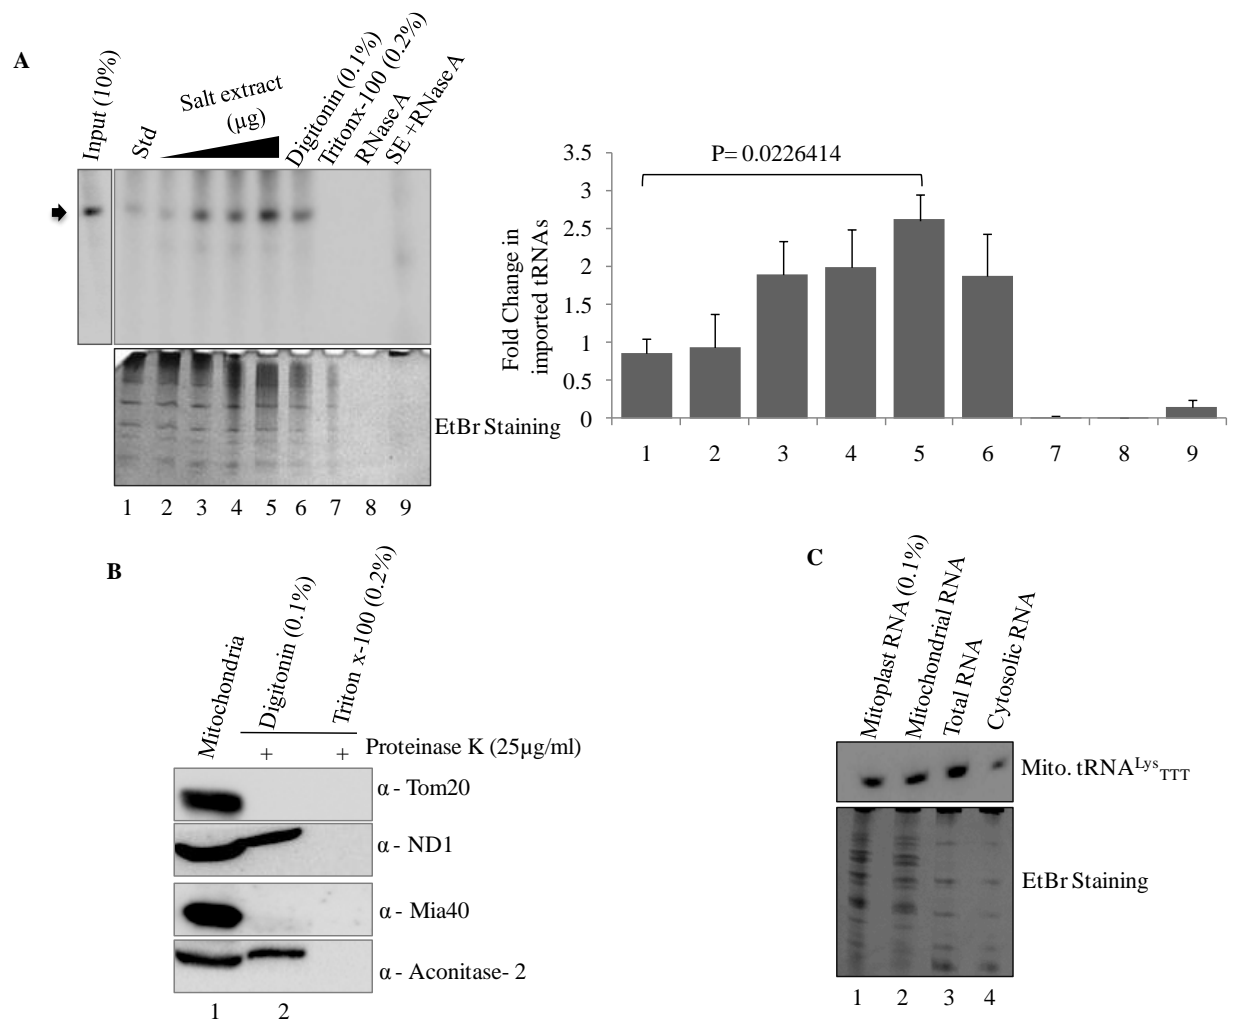 A
Input (10%)
Std
Salt extract
(µg)
Digitonin (0.1%)
Tritonx-100 (0.2%)
RNase A
SE +RNase A
EtBr Staining
1 2 3 4 5 6 7 8 9
P= 0.0226414
Fold Change in
imported tRNAs
3.5
3
2.5
2
1.5
1
0.5
0
1 2 3 4 5 6 7 8 9
B
Mitochondria
Digitonin (0.1%)
Triton x-100 (0.2%)
+ + Proteinase K (25µg/ml)
α - Tom20
α - ND1
α - Mia40
α - Aconitase- 2
1 2
C
Mitoplast RNA (0.1%)
Mitochondrial RNA
Total RNA
Cytosolic RNA
Mito. tRNA^Lys_TTT
EtBr Staining
1 2 3 4